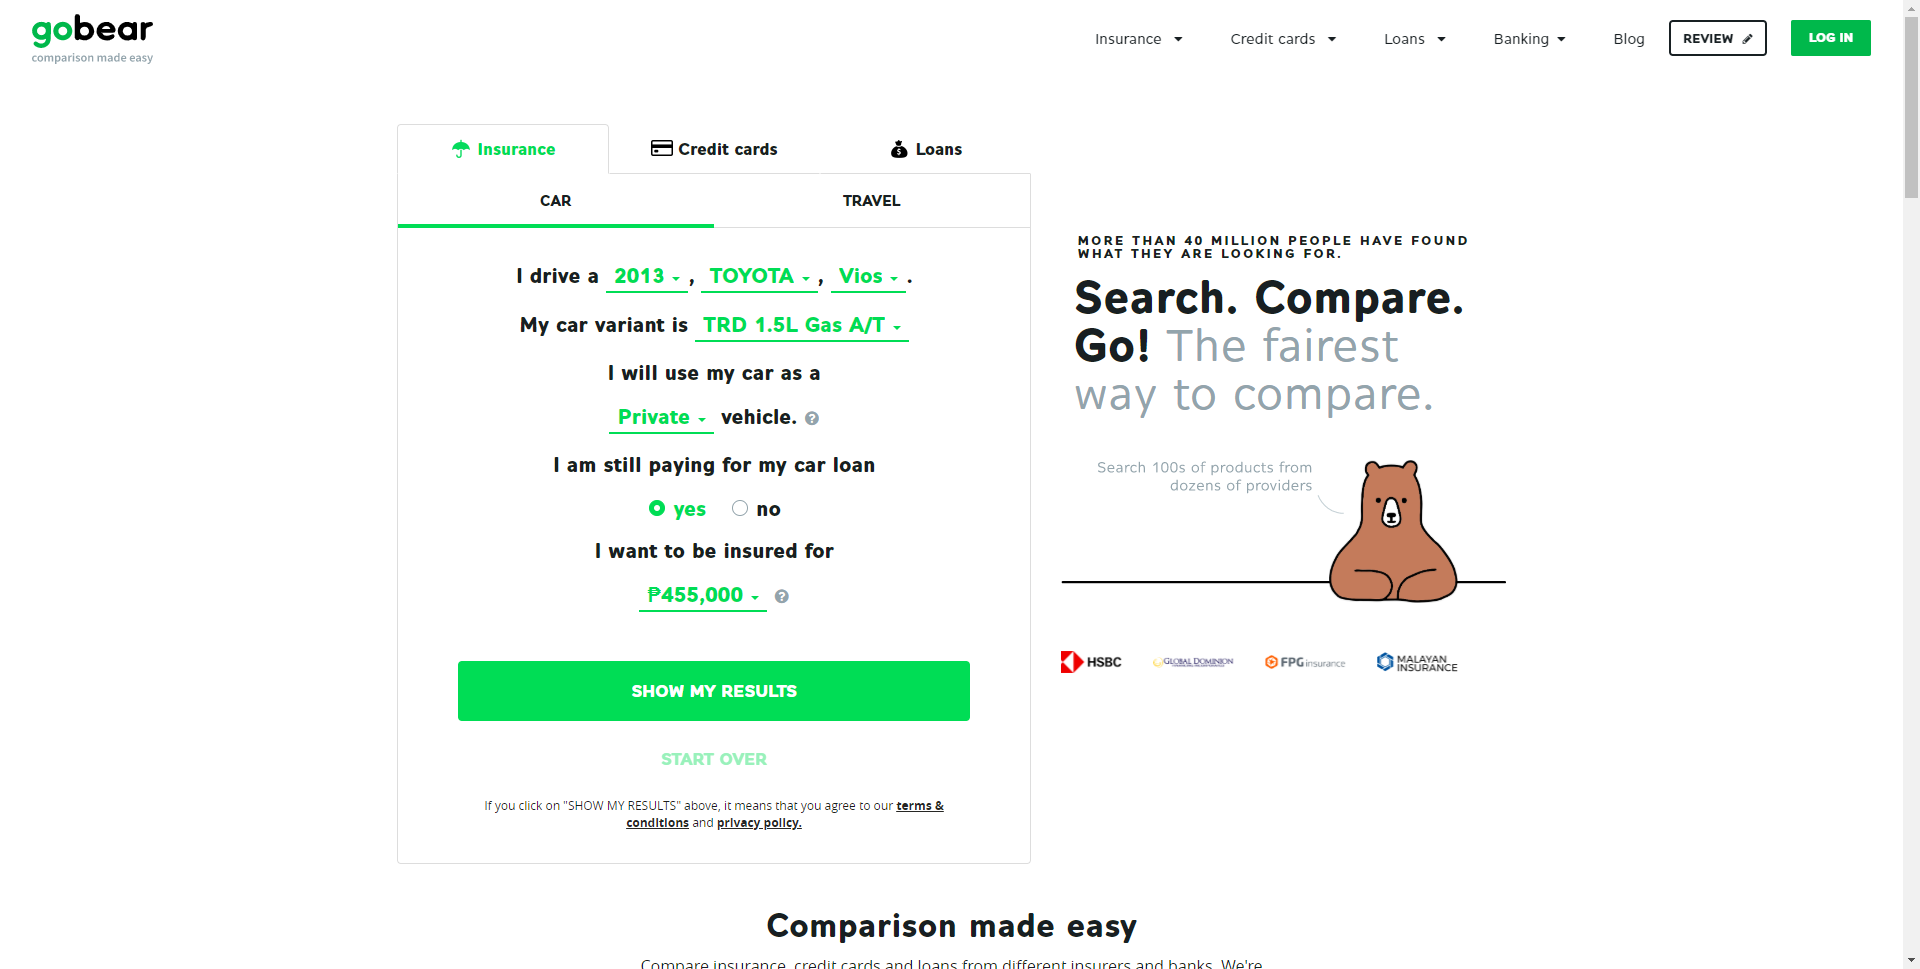 gobear
comparison made easy
Insurance
Credit cards
Loans
Banking
Blog
REVIEW
LOG IN
Insurance
Credit cards
Loans
CAR
TRAVEL
I drive a 2013 , TOYOTA , Vios .
My car variant is TRD 1.5L Gas A/T
I will use my car as a
Private vehicle. ?
I am still paying for my car loan
yes no
I want to be insured for
₱455,000 ?
SHOW MY RESULTS
START OVER
If you click on "SHOW MY RESULTS" above, it means that you agree to our terms &
conditions and privacy policy.
MORE THAN 40 MILLION PEOPLE HAVE FOUND
WHAT THEY ARE LOOKING FOR.
Search. Compare.
Go! The fairest
way to compare.
Search 100s of products from
dozens of providers
HSBC
GLOBAL DOMINION
FPG insurance
MALAYAN
INSURANCE
Comparison made easy
Compare insurance, credit cards and loans from different insurers and banks. We're